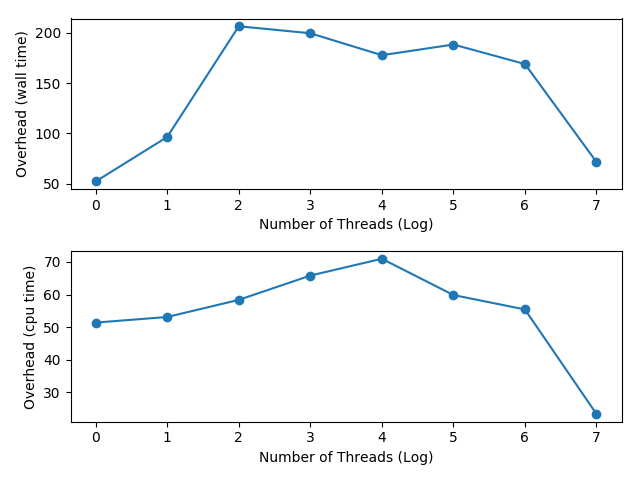 Overhead (wall time)
200
150
100
50
0 1 2 3 4 5 6 7
Number of Threads (Log)
Overhead (cpu time)
70
60
50
40
30
0 1 2 3 4 5 6 7
Number of Threads (Log)